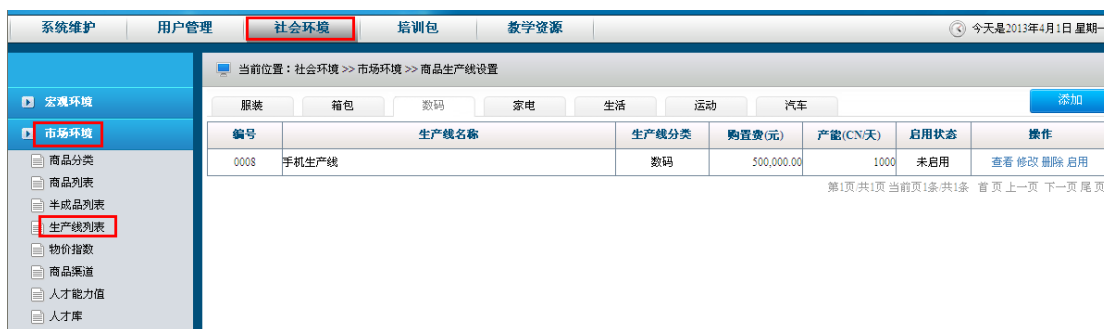 系统维护 用户管理 社会环境 培训包 教学资源 今天是2013年4月1日 星期一
当前位置：社会环境 >> 市场环境 >> 商品生产线设置
宏观环境
服装 箱包 数码 家电 生活 运动 汽车 添加
市场环境
编号 生产线名称 生产线分类 购置费(元) 产能(CN/天) 启用状态 操作
商品分类
0008 手机生产线 数码 500,000.00 1000 未启用 查看 修改 删除 启用
商品列表
第1页/共1页 当前页1条/共1条 首 页 上一页 下一页 尾 页
半成品列表
生产线列表
物价指数
商品渠道
人才能力值
人才库